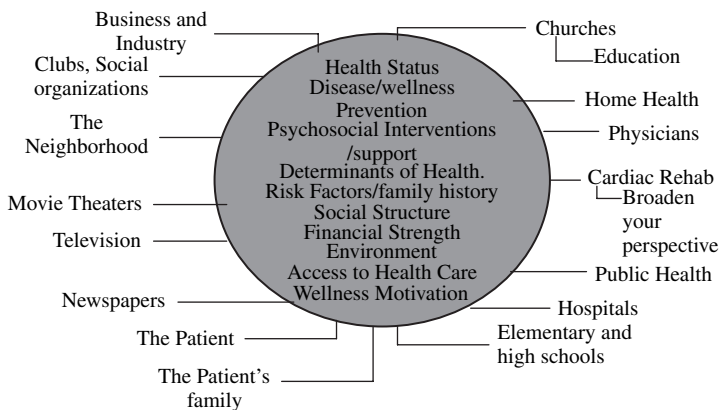 Business and
Industry
Clubs, Social
organizations
The
Neighborhood
Movie Theaters
Television
Newspapers
The Patient
The Patient's
family
Health Status
Disease/wellness
Prevention
Psychosocial Interventions
/support
Determinants of Health.
Risk Factors/family history
Social Structure
Financial Strength
Environment
Access to Health Care
Wellness Motivation
Churches
Education
Home Health
Physicians
Cardiac Rehab
Broaden
your
perspective
Public Health
Hospitals
Elementary and
high schools